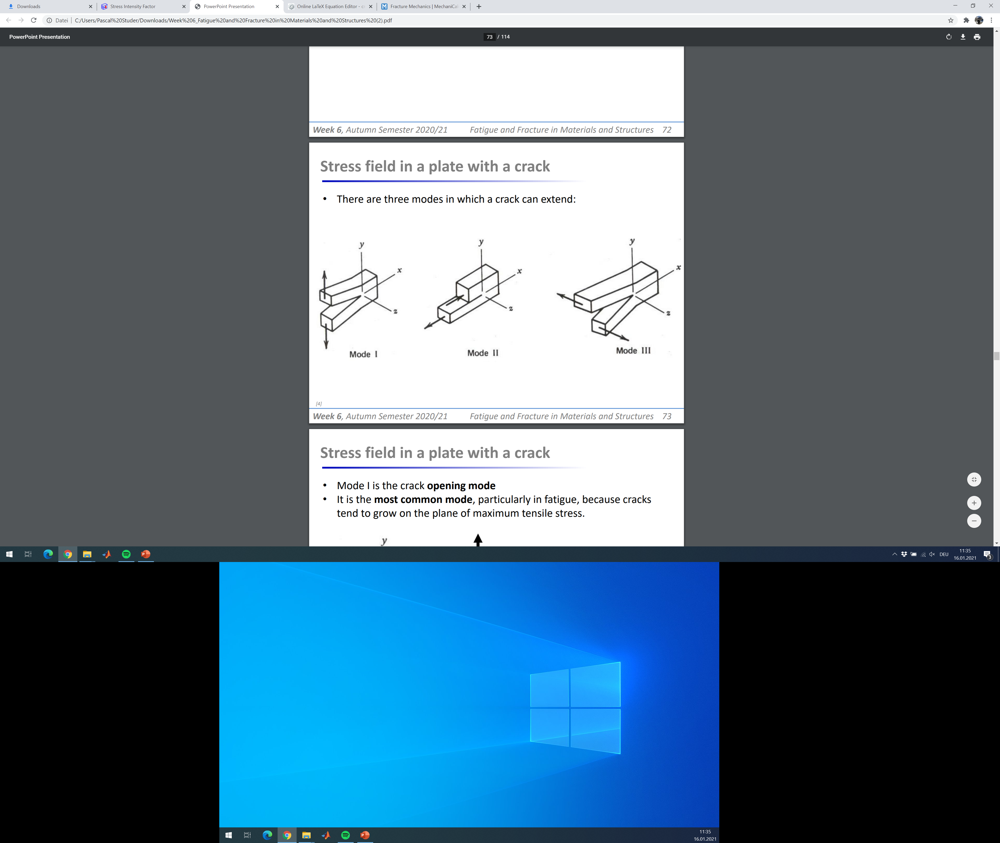 Downloads
Stress Intensity Factor
PowerPoint Presentation
Online LaTeX Equation Editor - c
Fracture Mechanics | MechaniCal
Datei
C:/Users/Pascal%20Studer/Downloads/Week%206_Fatigue%20and%20Fracture%20in%20Materials%20and%20Structures%20(2).pdf
PowerPoint Presentation
73 / 114
Week 6, Autumn Semester 2020/21 Fatigue and Fracture in Materials and Structures 72
Stress field in a plate with a crack
• There are three modes in which a crack can extend:
y
x
z
Mode I
y
x
z
Mode II
y
x
z
Mode III
[4]
Week 6, Autumn Semester 2020/21 Fatigue and Fracture in Materials and Structures 73
Stress field in a plate with a crack
• Mode I is the crack opening mode
• It is the most common mode, particularly in fatigue, because cracks
tend to grow on the plane of maximum tensile stress.
y
DEU
11:35
16.01.2021
3
11:35
16.01.2021